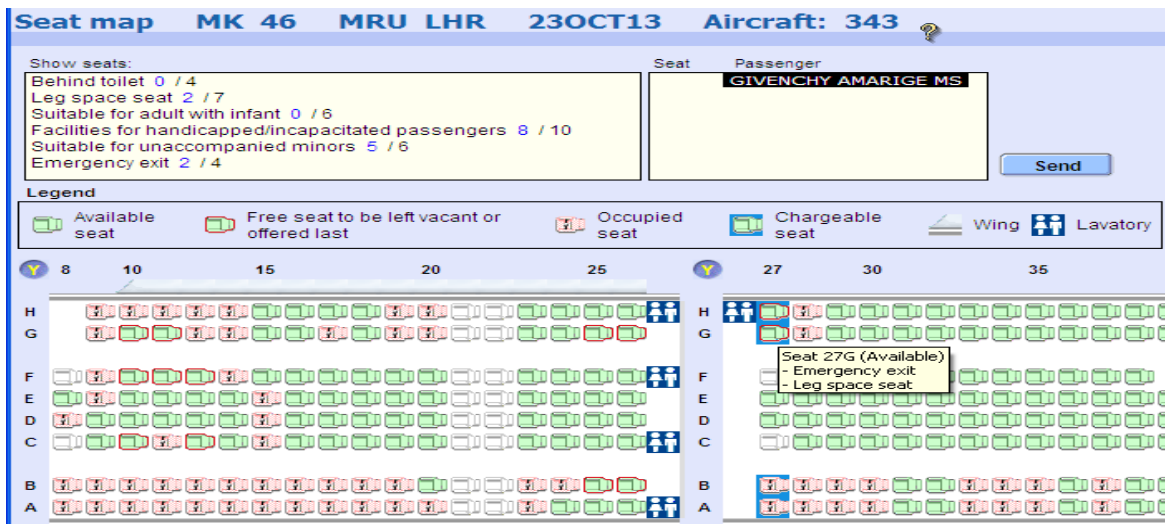 Seat map MK 46 MRU LHR 23OCT13 Aircraft: 343
Show seats: Seat Passenger
Behind toilet 0 / 4
Leg space seat 2 / 7
Suitable for adult with infant 0 / 6
Facilities for handicapped/incapacitated passengers 8 / 10
Suitable for unaccompanied minors 5 / 6
Emergency exit 2 / 4
GIVENCHY AMARIGE MS
Send
Legend
Available seat
Free seat to be left vacant or offered last
Occupied seat
Chargeable seat
Wing
Lavatory
Y 8 10 15 20 25 Y 27 30 35
H H
G G
Seat 27G (Available)
- Emergency exit
- Leg space seat
F F
E E
D D
C C
B B
A A